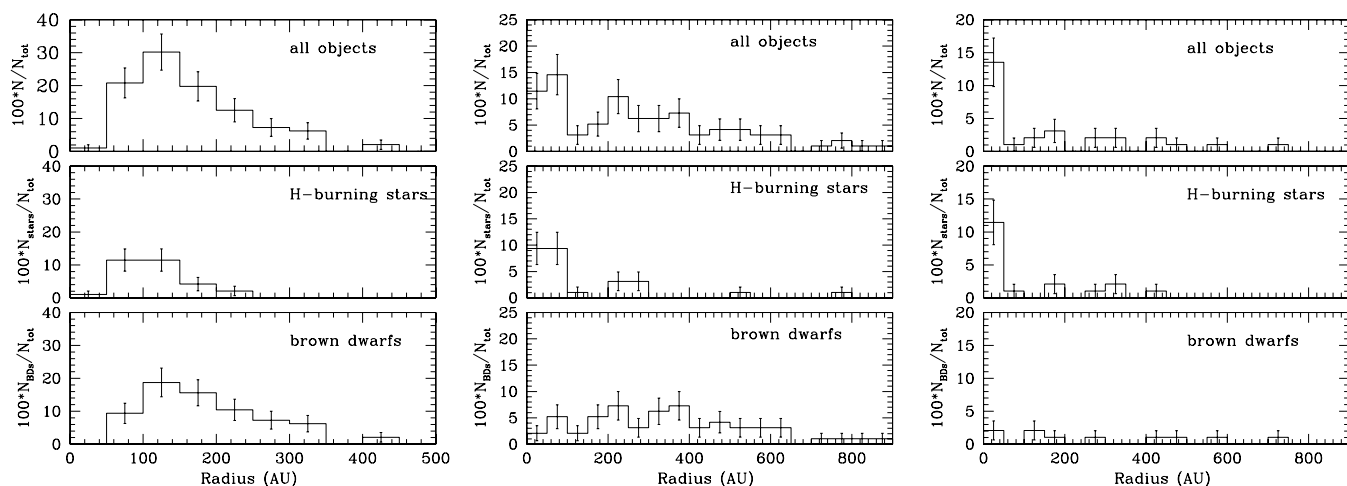 all objects
100*N/N_tot
40
30
20
10
0
H-burning stars
100*N_stars/N_tot
40
30
20
10
0
brown dwarfs
100*N_BDs/N_tot
40
30
20
10
0
0 100 200 300 400 500
Radius (AU)
all objects
100*N/N_tot
25
20
15
10
5
0
H-burning stars
100*N_stars/N_tot
25
20
15
10
5
0
brown dwarfs
100*N_BDs/N_tot
25
20
15
10
5
0
0 200 400 600 800
Radius (AU)
all objects
100*N/N_tot
20
15
10
5
0
H-burning stars
100*N_stars/N_tot
20
15
10
5
0
brown dwarfs
100*N_BDs/N_tot
20
15
10
5
0
0 200 400 600 800
Radius (AU)